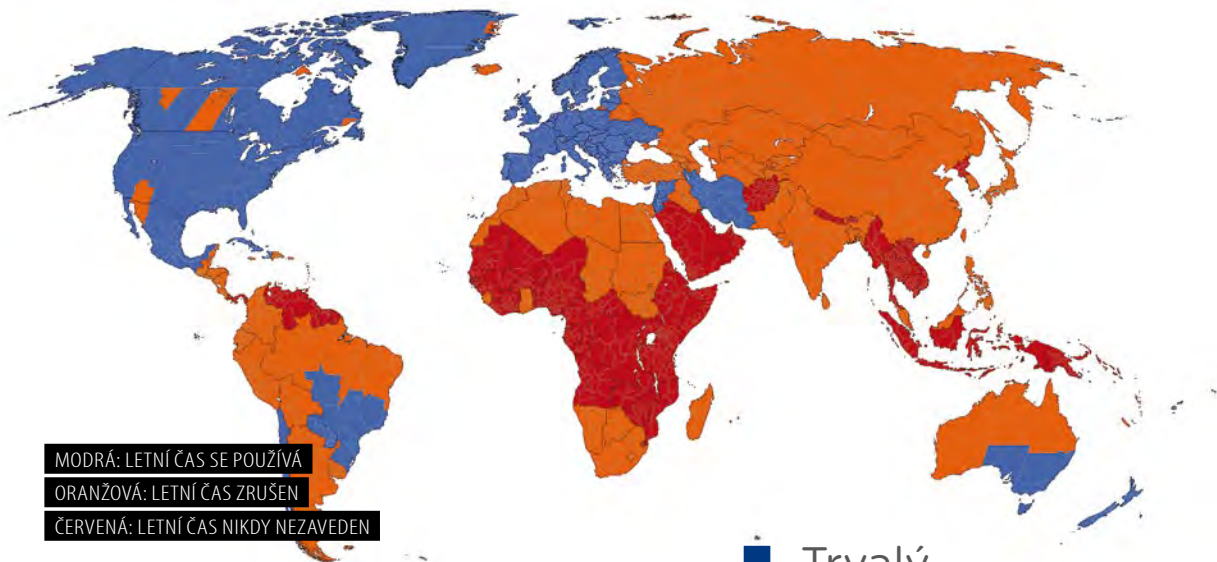 MODRÁ: LETNÍ ČAS SE POUŽÍVÁ
ORANŽOVÁ: LETNÍ ČAS ZRUŠEN
ČERVENÁ: LETNÍ ČAS NIKDY NEZAVEDEN
Trvalý